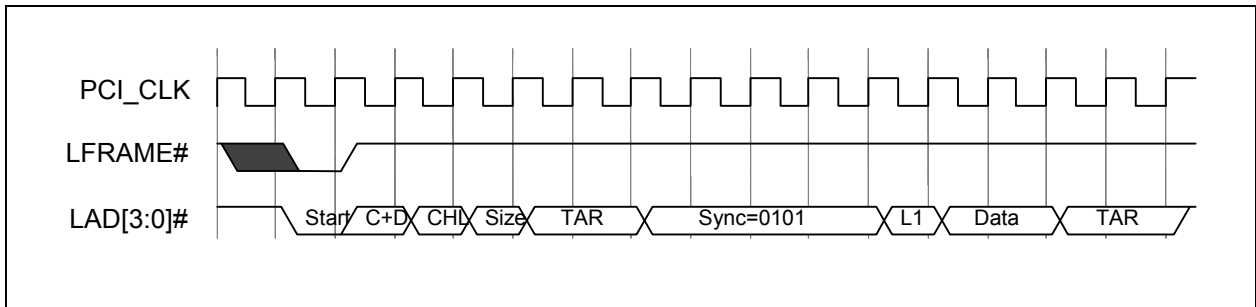 PCI_CLK
LFRAME#
LAD[3:0]# Start C+D CHL Size TAR Sync=0101 L1 Data TAR